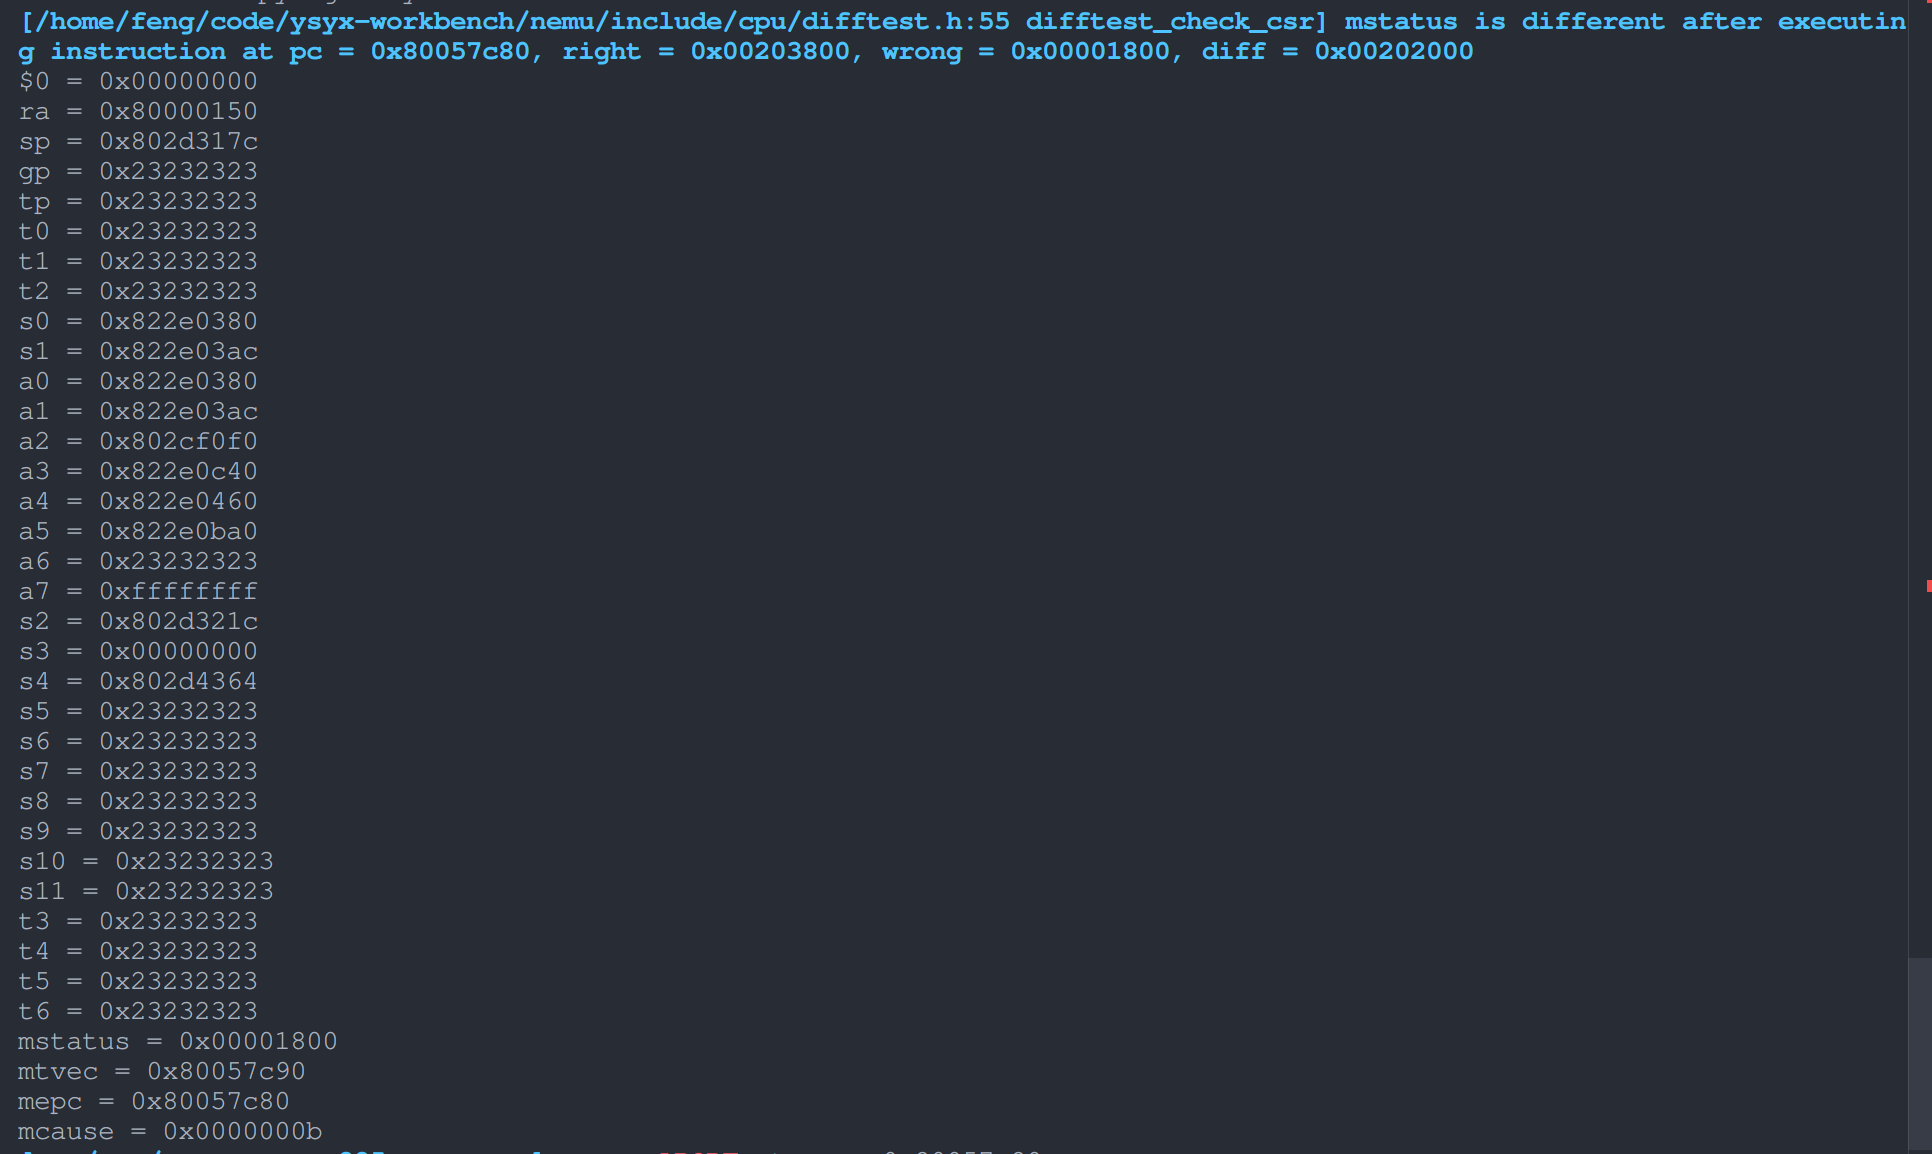 [/home/feng/code/ysyx-workbench/nemu/include/cpu/difftest.h:55 difftest_check_csr] mstatus is different after executin
g instruction at pc = 0x80057c80, right = 0x00203800, wrong = 0x00001800, diff = 0x00202000
$0 = 0x00000000
ra = 0x80000150
sp = 0x802d317c
gp = 0x23232323
tp = 0x23232323
t0 = 0x23232323
t1 = 0x23232323
t2 = 0x23232323
s0 = 0x822e0380
s1 = 0x822e03ac
a0 = 0x822e0380
a1 = 0x822e03ac
a2 = 0x802cf0f0
a3 = 0x822e0c40
a4 = 0x822e0460
a5 = 0x822e0ba0
a6 = 0x23232323
a7 = 0xffffffff
s2 = 0x802d321c
s3 = 0x00000000
s4 = 0x802d4364
s5 = 0x23232323
s6 = 0x23232323
s7 = 0x23232323
s8 = 0x23232323
s9 = 0x23232323
s10 = 0x23232323
s11 = 0x23232323
t3 = 0x23232323
t4 = 0x23232323
t5 = 0x23232323
t6 = 0x23232323
mstatus = 0x00001800
mtvec = 0x80057c90
mepc = 0x80057c80
mcause = 0x0000000b